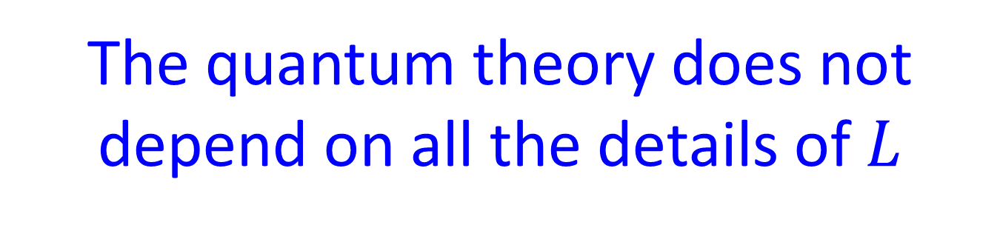 The quantum theory does not
depend on all the details of L